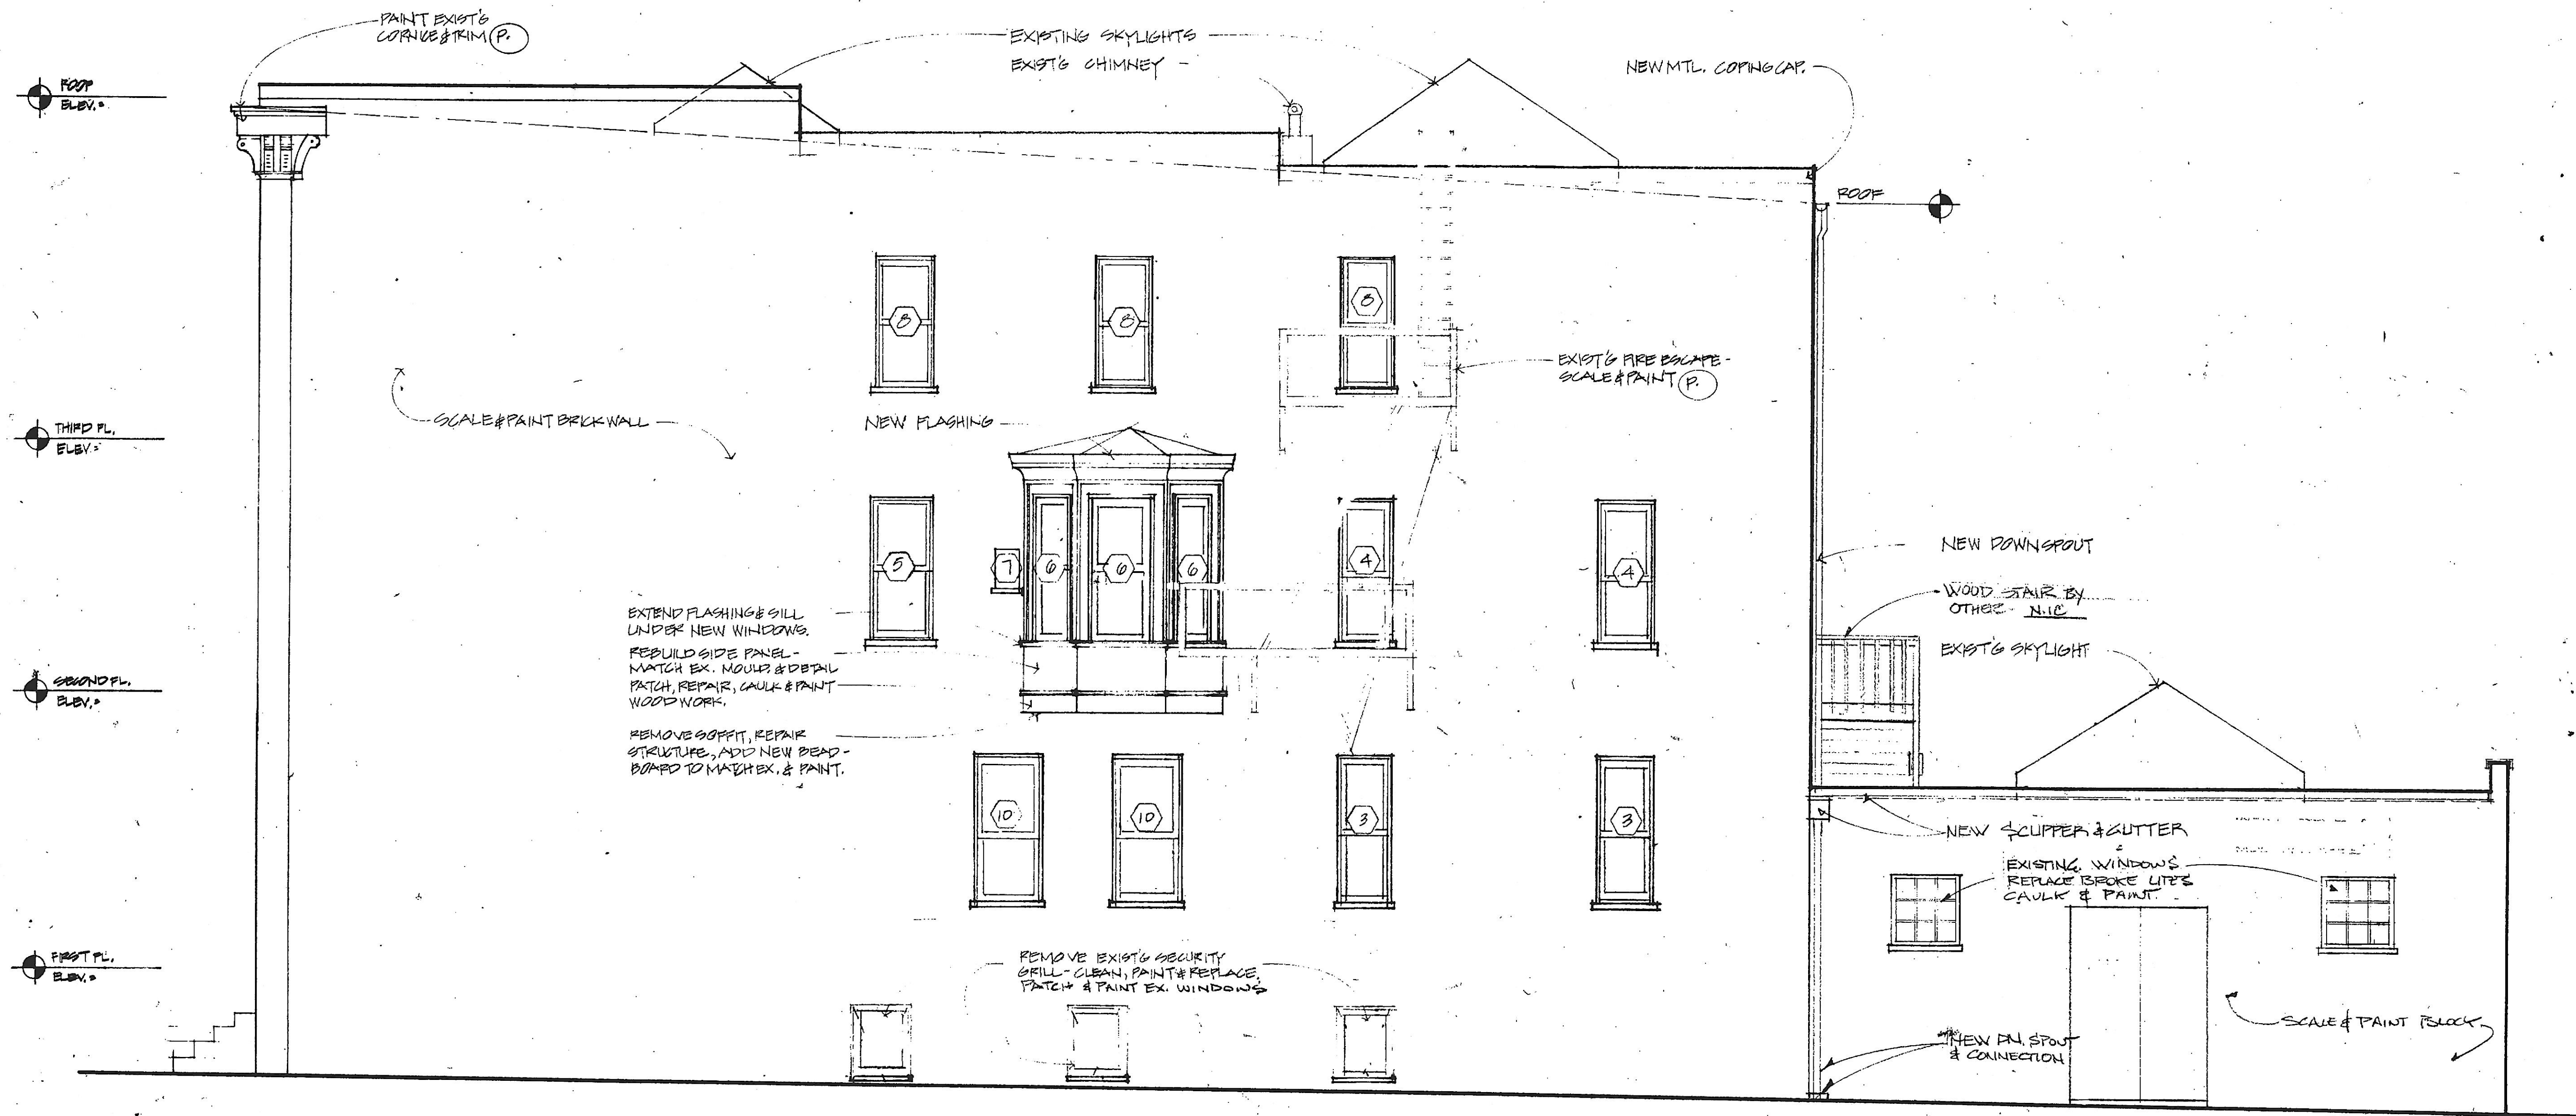 PAINT EXIST'G
CORNICE & TRIM P.
EXISTING SKYLIGHTS
EXIST'G CHIMNEY -
NEW MTL. COPING CAP.
ROOF
ELEV. =
ROOF
8
8
8
EXIST'G FIRE ESCAPE -
SCALE & PAINT P.
SCALE & PAINT BRICK WALL
NEW FLASHING
THIRD FL.
ELEV. =
5
7
6
6
6
4
4
NEW DOWNSPOUT
WOOD STAIR BY
OTHER - N.I.C
EXIST'G SKYLIGHT
EXTEND FLASHING & SILL
UNDER NEW WINDOWS.
REBUILD SIDE PANEL -
MATCH EX. MOULD. & DETAIL
PATCH, REPAIR, CAULK & PAINT
WOODWORK.
REMOVE SOFFIT, REPAIR
STRUCTURE, ADD NEW BEAD -
BOARD TO MATCH EX. & PAINT.
SECOND FL.
ELEV. =
10
10
3
3
NEW SCUPPER & GUTTER
EXISTING WINDOWS
REPLACE BROKE LITES
CAULK & PAINT.
REMOVE EXIST'G SECURITY
GRILL - CLEAN, PAINT & REPLACE.
PATCH & PAINT EX. WINDOWS
FIRST FL.
ELEV. =
SCALE & PAINT BLOCK
NEW DN. SPOUT
& CONNECTION